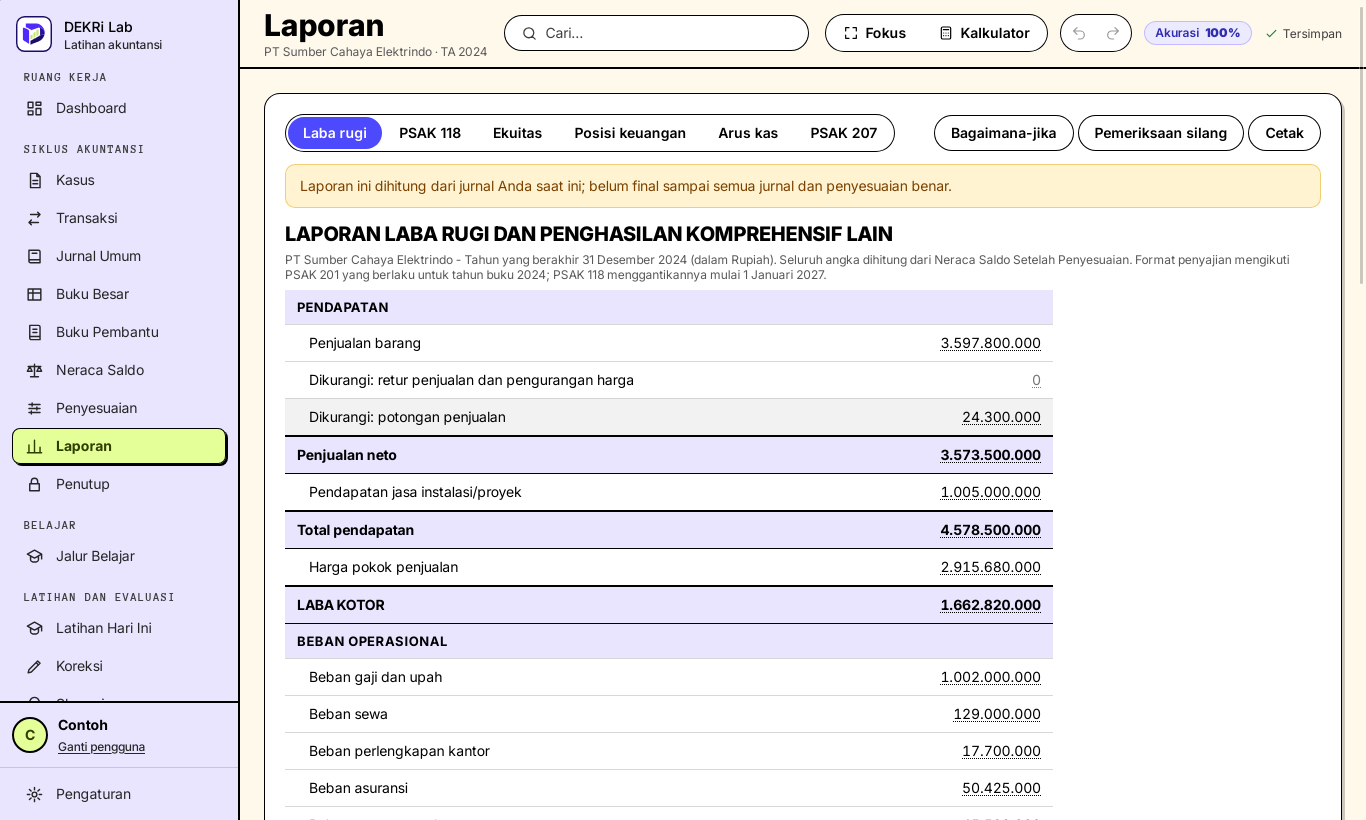 DEKRi Lab
Latihan akuntansi
RUANG KERJA
Dashboard
SIKLUS AKUNTANSI
Kasus
Transaksi
Jurnal Umum
Buku Besar
Buku Pembantu
Neraca Saldo
Penyesuaian
Laporan
Penutup
BELAJAR
Jalur Belajar
LATIHAN DAN EVALUASI
Latihan Hari Ini
Koreksi
C
Contoh
Ganti pengguna
Pengaturan
Laporan
PT Sumber Cahaya Elektrindo · TA 2024
Cari...
Fokus
Kalkulator
Akurasi 100%
Tersimpan
Laba rugi
PSAK 118
Ekuitas
Posisi keuangan
Arus kas
PSAK 207
Bagaimana-jika
Pemeriksaan silang
Cetak
Laporan ini dihitung dari jurnal Anda saat ini; belum final sampai semua jurnal dan penyesuaian benar.
LAPORAN LABA RUGI DAN PENGHASILAN KOMPREHENSIF LAIN
PT Sumber Cahaya Elektrindo - Tahun yang berakhir 31 Desember 2024 (dalam Rupiah). Seluruh angka dihitung dari Neraca Saldo Setelah Penyesuaian. Format penyajian mengikuti
PSAK 201 yang berlaku untuk tahun buku 2024; PSAK 118 menggantikannya mulai 1 Januari 2027.
PENDAPATAN
Penjualan barang 3.597.800.000
Dikurangi: retur penjualan dan pengurangan harga 0
Dikurangi: potongan penjualan 24.300.000
Penjualan neto 3.573.500.000
Pendapatan jasa instalasi/proyek 1.005.000.000
Total pendapatan 4.578.500.000
Harga pokok penjualan 2.915.680.000
LABA KOTOR 1.662.820.000
BEBAN OPERASIONAL
Beban gaji dan upah 1.002.000.000
Beban sewa 129.000.000
Beban perlengkapan kantor 17.700.000
Beban asuransi 50.425.000